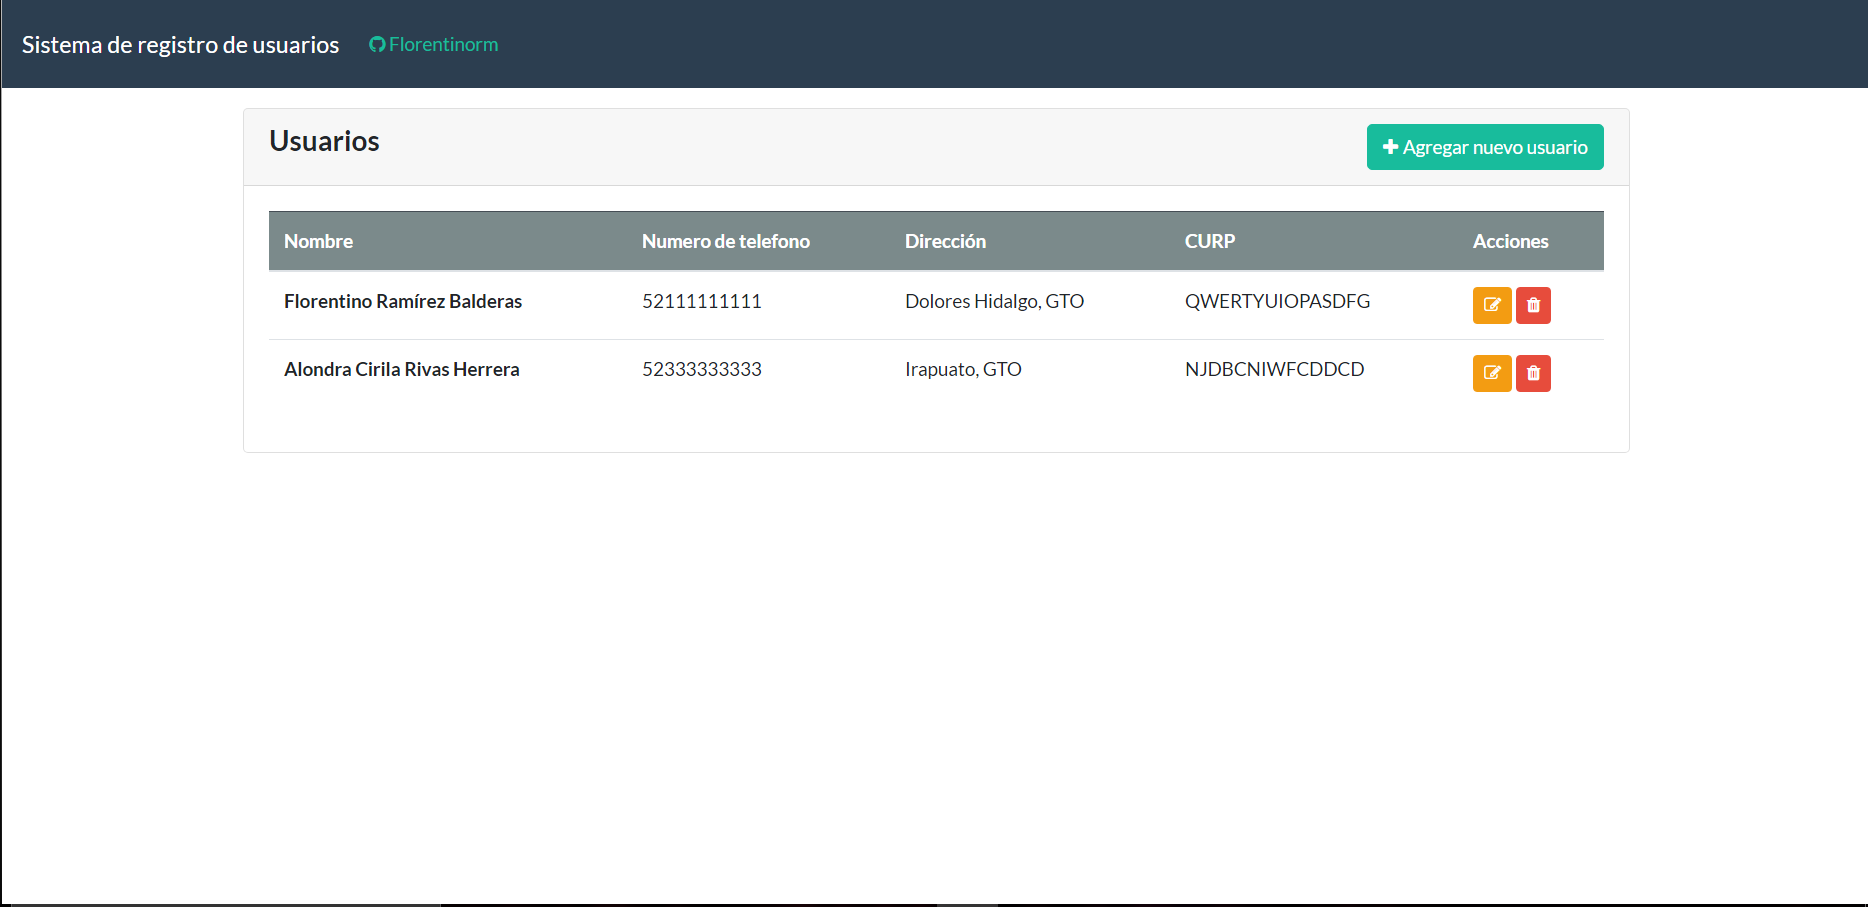 Sistema de registro de usuarios Florentinorm
Usuarios
Agregar nuevo usuario
Nombre Numero de telefono Dirección CURP Acciones
Florentino Ramírez Balderas 52111111111 Dolores Hidalgo, GTO QWERTYUIOPASDFG
Alondra Cirila Rivas Herrera 52333333333 Irapuato, GTO NJDBCNIWFCDDCD